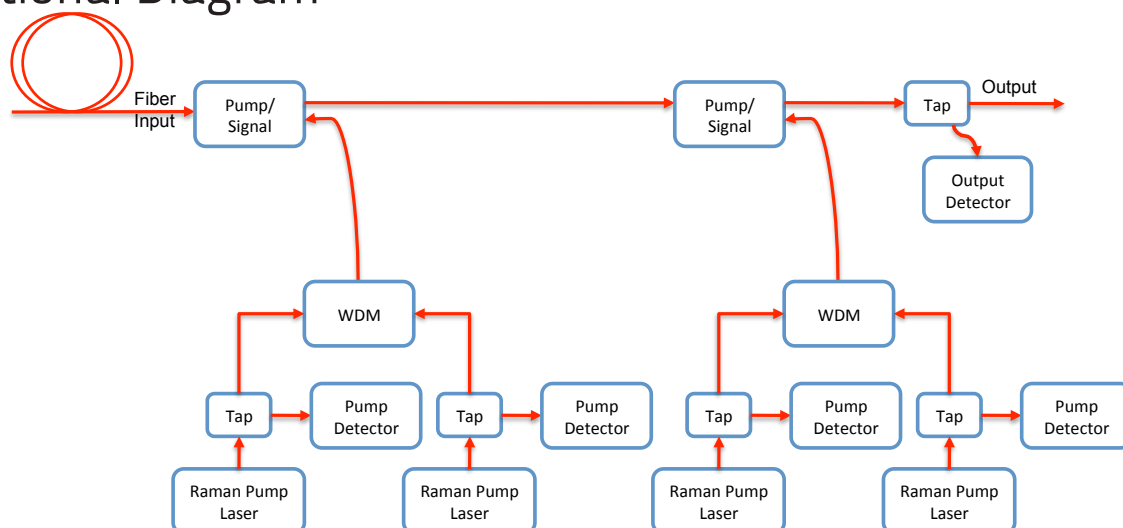 Diagram
Fiber
Input
Pump/
Signal
Pump/
Signal
Tap
Output
Output
Detector
WDM
WDM
Tap
Pump
Detector
Tap
Pump
Detector
Tap
Pump
Detector
Tap
Pump
Detector
Raman Pump
Laser
Raman Pump
Laser
Raman Pump
Laser
Raman Pump
Laser